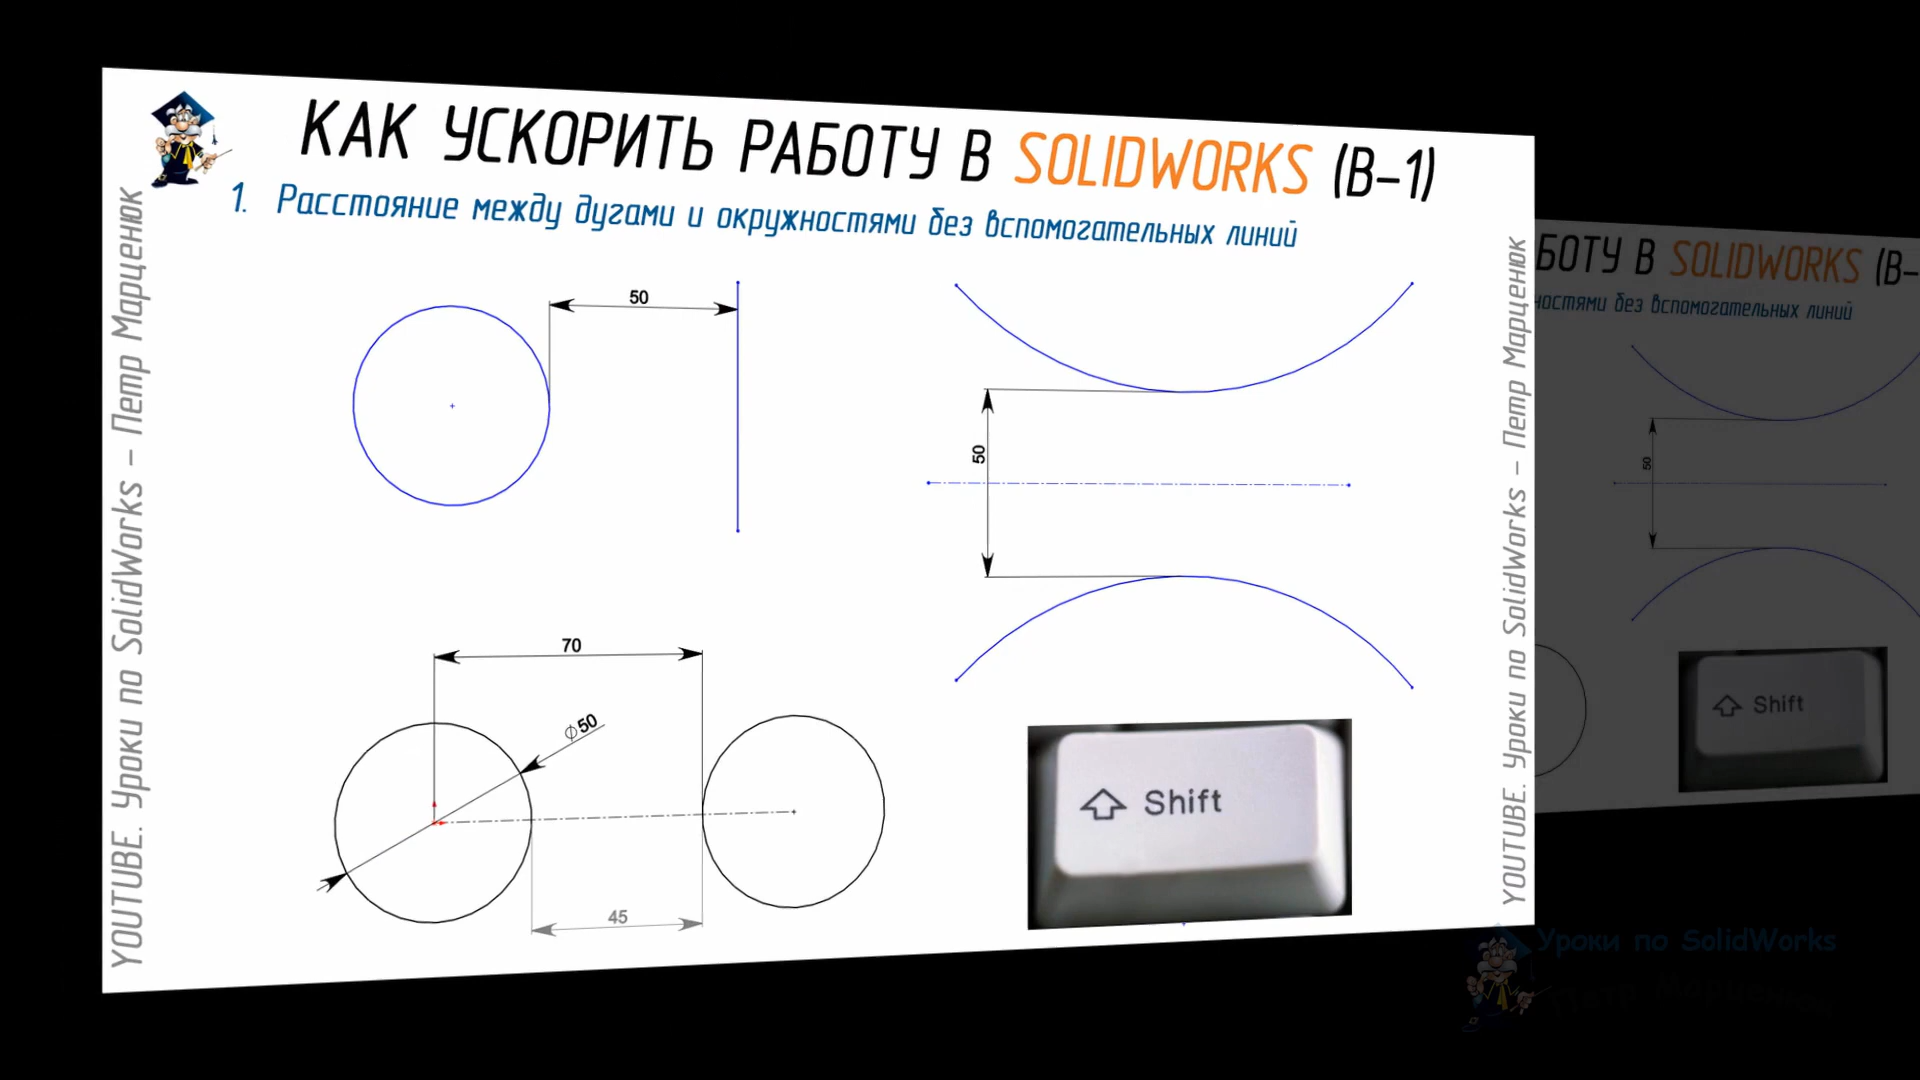 КАК УСКОРИТЬ РАБОТУ В SOLIDWORKS (В-1)
1. Расстояние между дугами и окружностями без вспомогательных линий
YOUTUBE. Уроки по SolidWorks - Петр Марценюк
50
50
70
⌀50
45
Shift
YOUTUBE. Уроки по SolidWorks - Петр Марценюк
БОТУ В SOLIDWORKS (В-
ностями без вспомогательных линий
50
Shift
Уроки по SolidWorks
Петр Марценюк